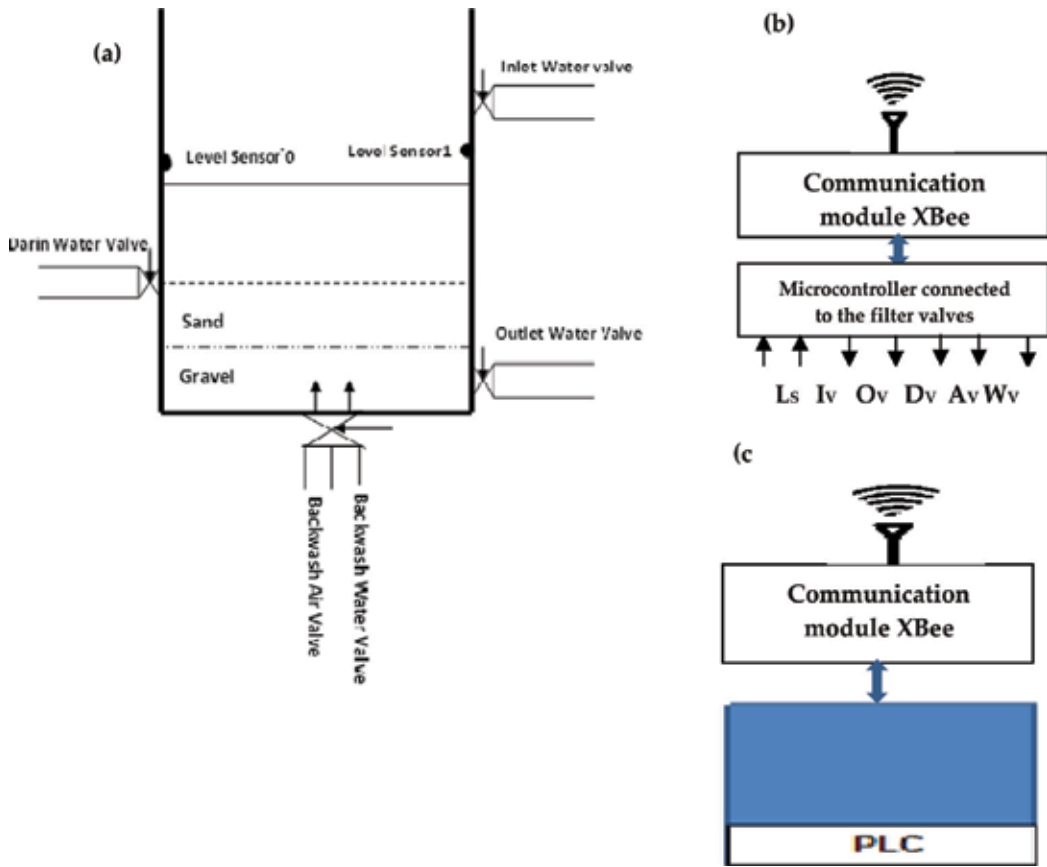 (a)
Inlet Water valve
Level Sensor 0
Level Sensor1
Darin Water Valve
Sand
Outlet Water Valve
Gravel
Backwash Air Valve
Backwash Water Valve
(b)
Communication
module XBee
Microcontroller connected
to the filter valves
Ls Iv Ov Dv Av Wv
(c
Communication
module XBee
PLC